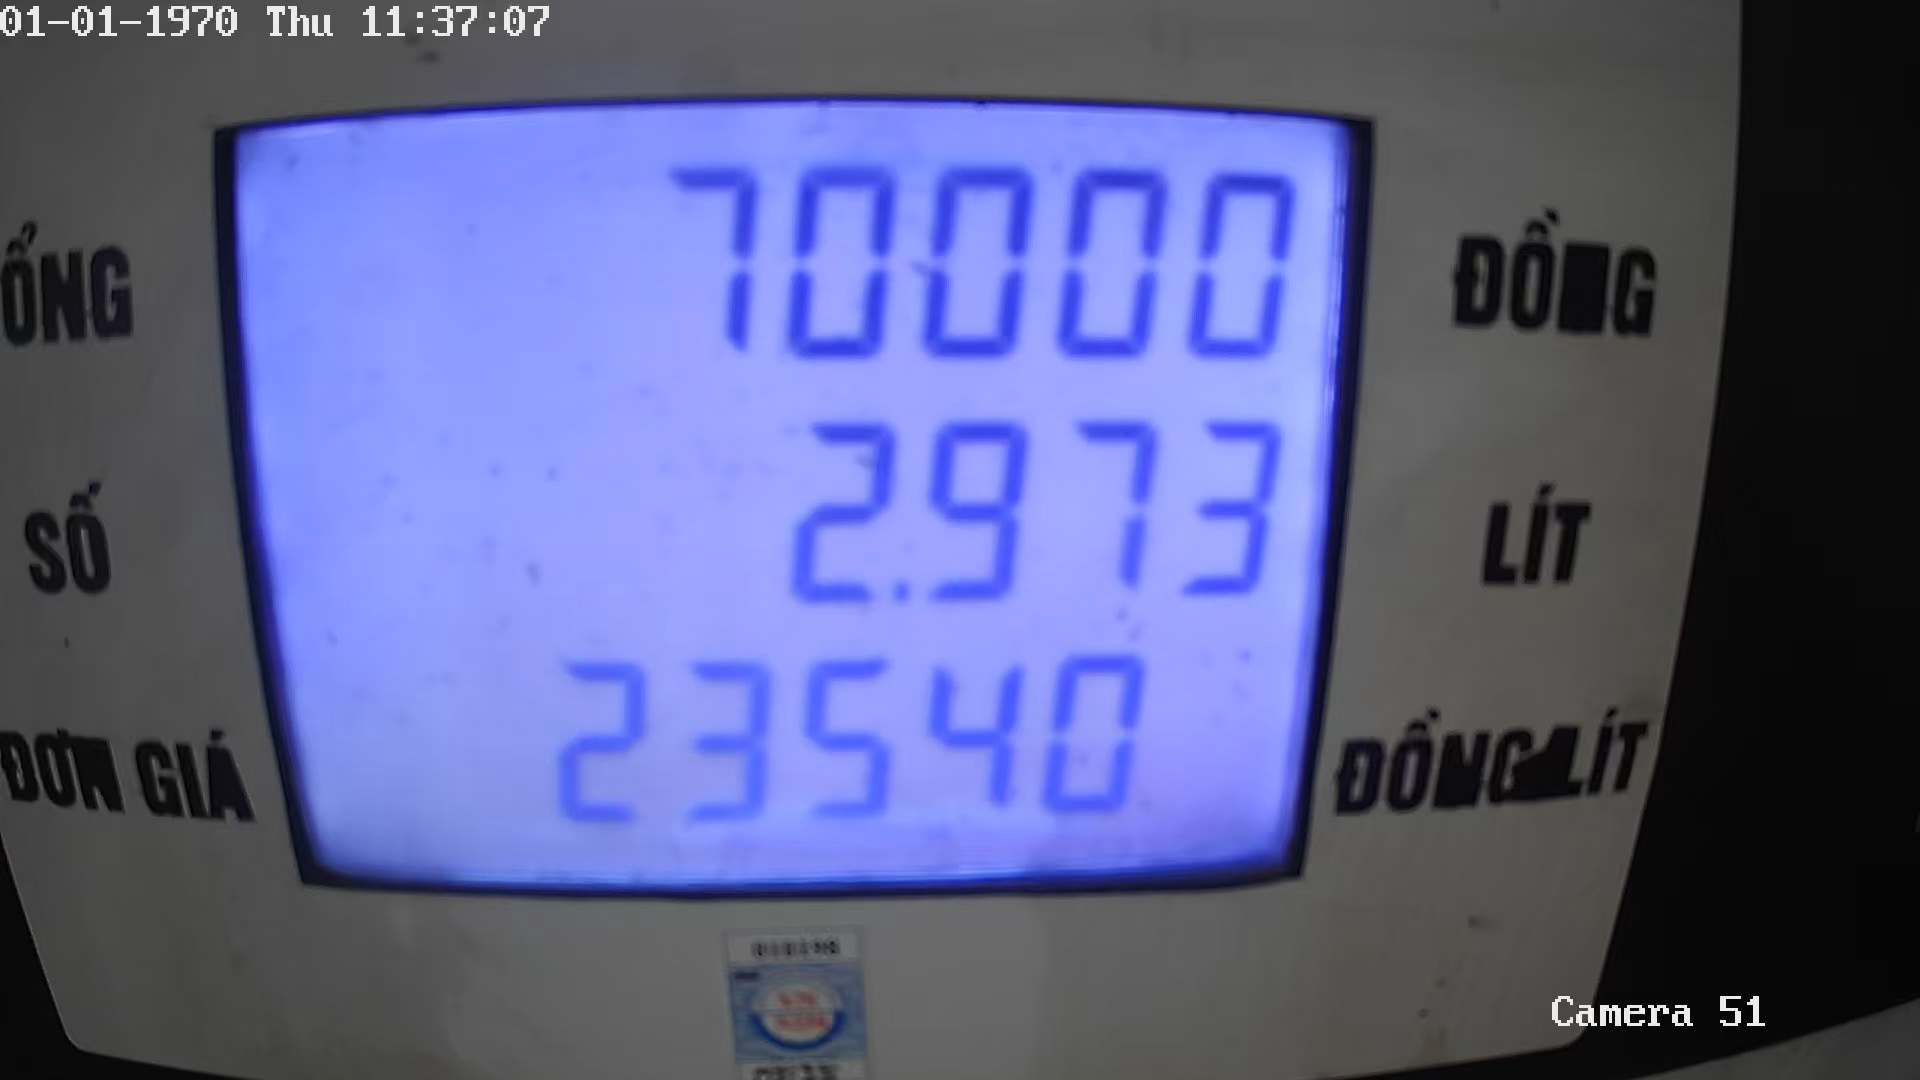 01-01-1970 Thu 11:37:07
70000
ỔNG ĐỒNG
2.973
SỐ LÍT
23540
ĐƠN GIÁ ĐỒNG/LÍT
Camera 51